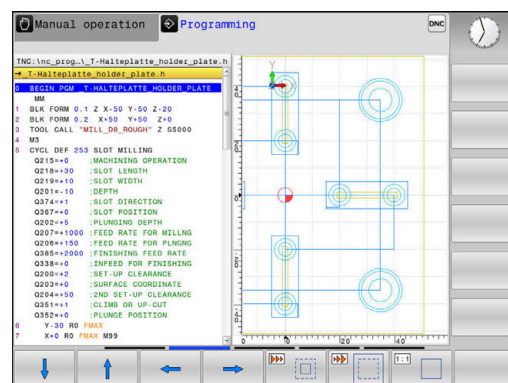 Manual operation
Programming
DNC
TNC:\nc_prog…\_T-Halteplatte_holder_plate.h
→_T-Halteplatte_holder_plate.h
0 BEGIN PGM _T-HALTEPLATTE_HOLDER_PLATE
MM
1 BLK FORM 0.1 Z X-50 Y-50 Z-20
2 BLK FORM 0.2 X+50 Y+50 Z+0
3 TOOL CALL "MILL_D8_ROUGH" Z S5000
4 M3
5 CYCL DEF 253 SLOT MILLING
Q215=+0 ;MACHINING OPERATION
Q218=+30 ;SLOT LENGTH
Q219=+10 ;SLOT WIDTH
Q201=-10 ;DEPTH
Q374=+1 ;SLOT DIRECTION
Q367=+0 ;SLOT POSITION
Q202=+5 ;PLUNGING DEPTH
Q207=+1000 ;FEED RATE FOR MILLNG
Q206=+150 ;FEED RATE FOR PLNGNG
Q385=+2000 ;FINISHING FEED RATE
Q338=+0 ;INFEED FOR FINISHING
Q200=+2 ;SET-UP CLEARANCE
Q203=+0 ;SURFACE COORDINATE
Q204=+50 ;2ND SET-UP CLEARANCE
Q351=+1 ;CLIMB OR UP-CUT
Q352=+0 ;PLUNGE POSITION
6 Y-30 R0 FMAX
7 X+0 R0 FMAX M99
Y
X
0
20
40
1:1